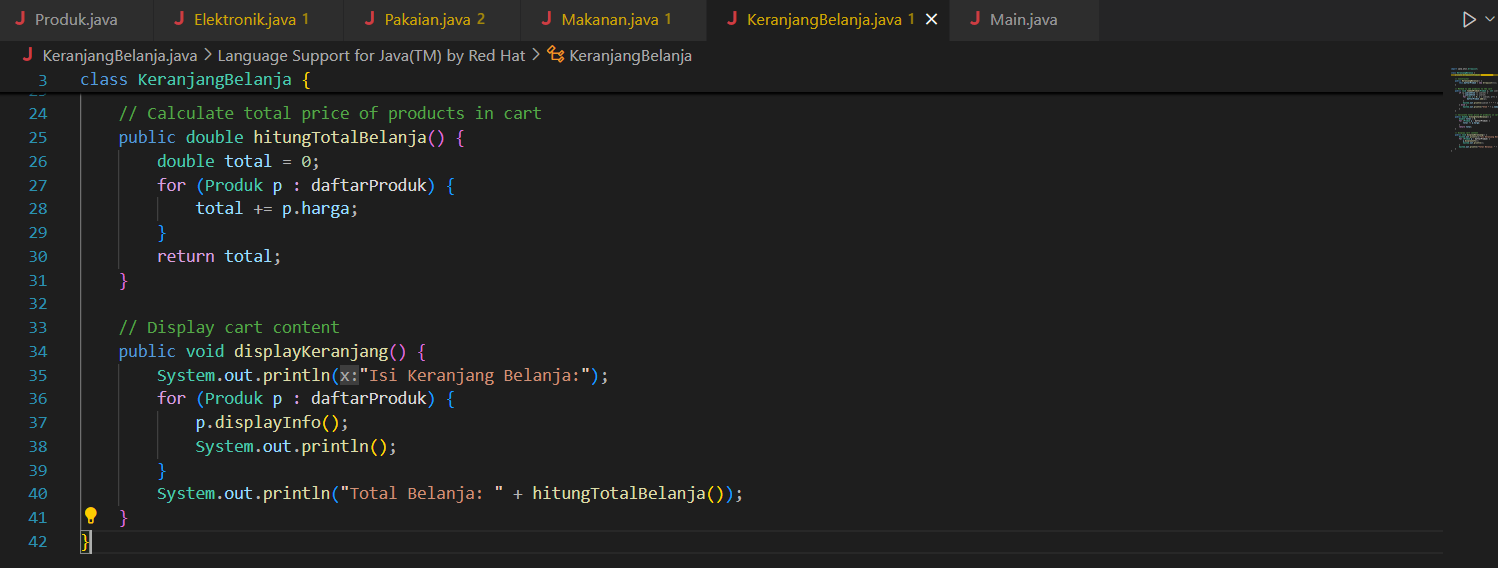 Produk.java Elektronik.java 1 Pakaian.java 2 Makanan.java 1 KeranjangBelanja.java 1 Main.java
KeranjangBelanja.java > Language Support for Java(TM) by Red Hat > KeranjangBelanja
3 class KeranjangBelanja {
24 // Calculate total price of products in cart
25 public double hitungTotalBelanja() {
26 double total = 0;
27 for (Produk p : daftarProduk) {
28 total += p.harga;
29 }
30 return total;
31 }
32
33 // Display cart content
34 public void displayKeranjang() {
35 System.out.println(x:"Isi Keranjang Belanja:");
36 for (Produk p : daftarProduk) {
37 p.displayInfo();
38 System.out.println();
39 }
40 System.out.println("Total Belanja: " + hitungTotalBelanja());
41 }
42 }